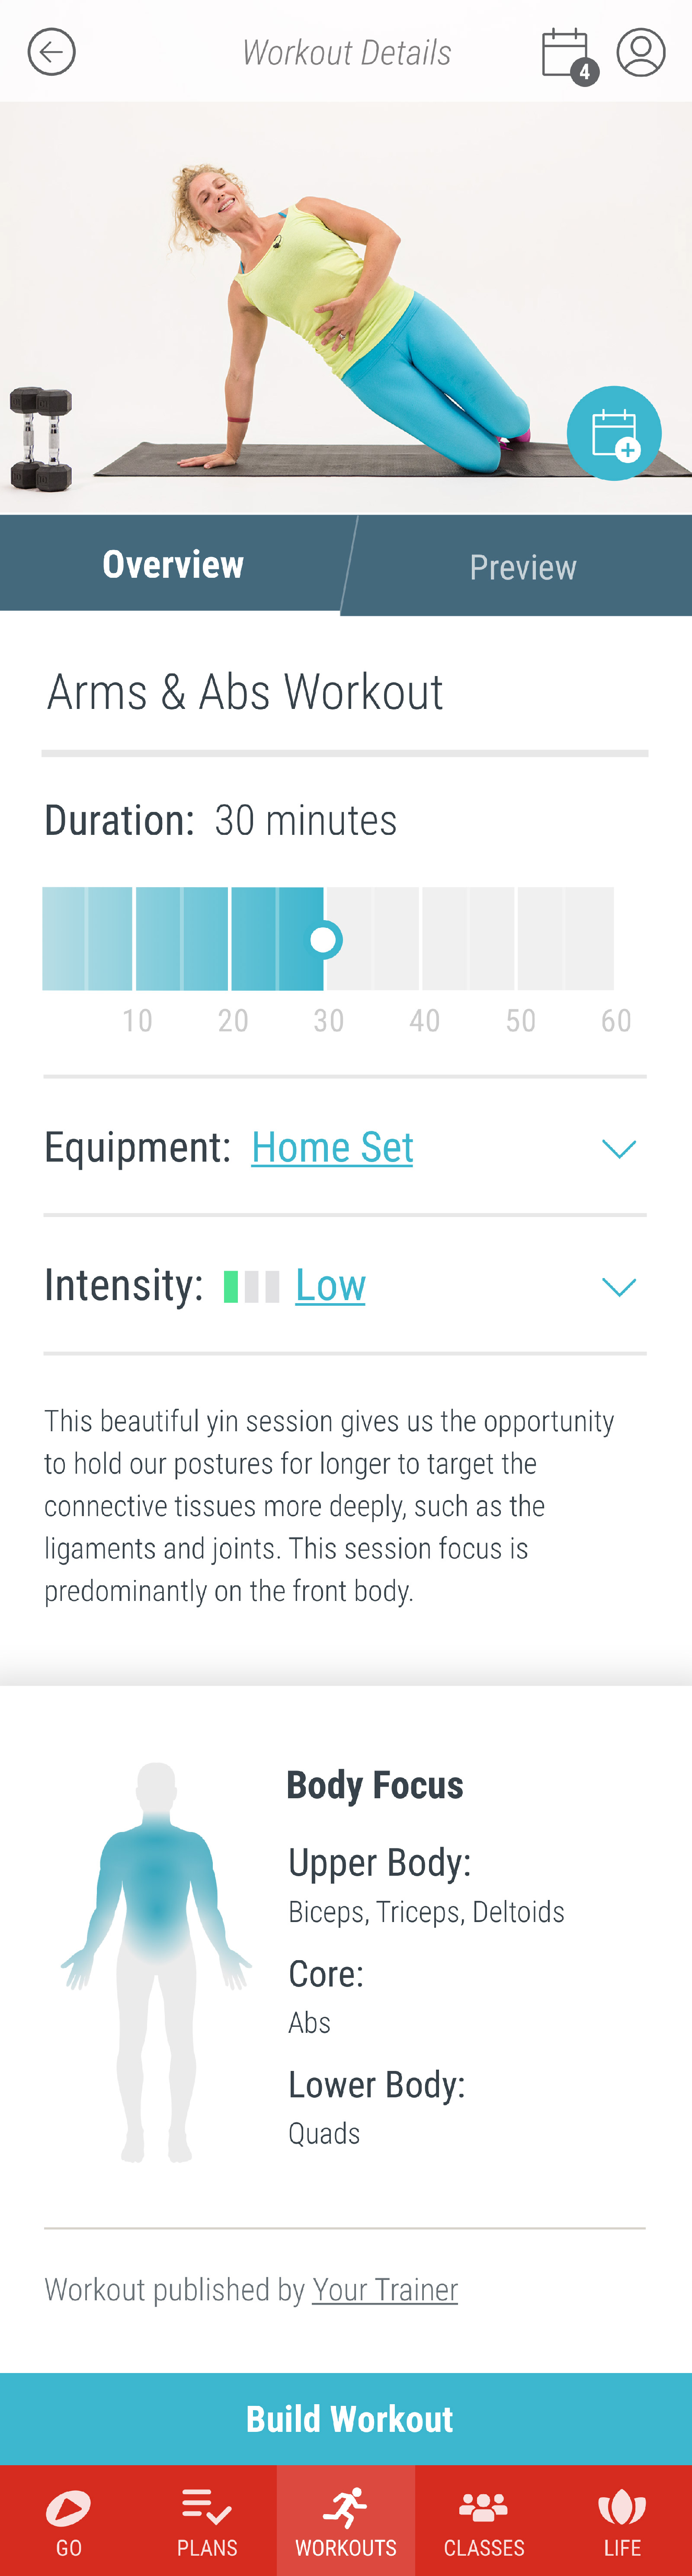 Workout Details
4
Overview
Preview
Arms & Abs Workout
Duration: 30 minutes
10 20 30 40 50 60
Equipment: Home Set
Intensity: Low
This beautiful yin session gives us the opportunity
to hold our postures for longer to target the
connective tissues more deeply, such as the
ligaments and joints. This session focus is
predominantly on the front body.
Body Focus
Upper Body:
Biceps, Triceps, Deltoids
Core:
Abs
Lower Body:
Quads
Workout published by Your Trainer
Build Workout
GO
PLANS
WORKOUTS
CLASSES
LIFE